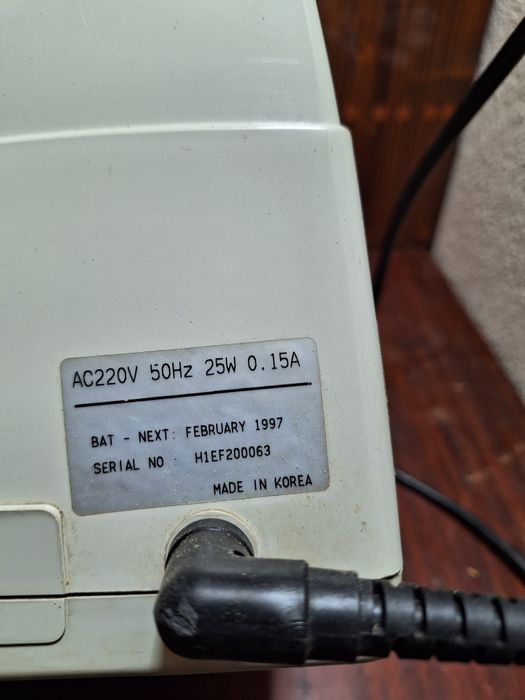 AC220V 50Hz 25W 0.15A
BAT - NEXT: FEBRUARY 1997
SERIAL NO : H1EF200063
MADE IN KOREA